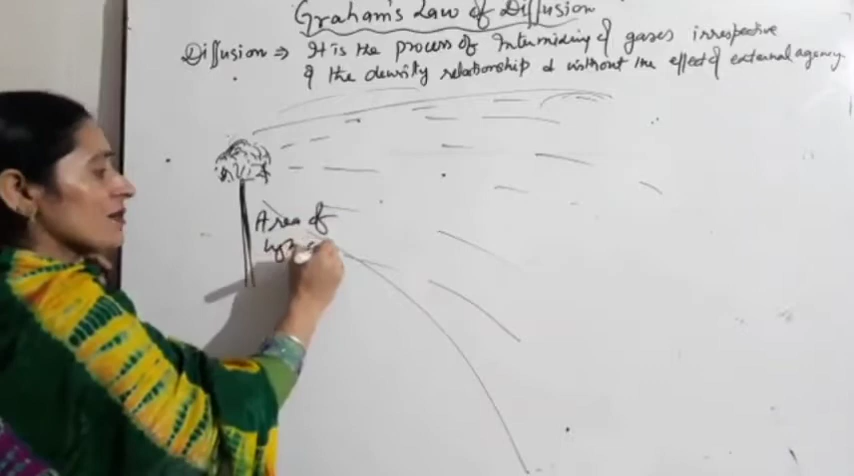 Graham's Law of Diffusion
Diffusion ⇒ It is the process of Intermixing of gases irrespective
of the density relationship & without the effect of external agency.
Area of